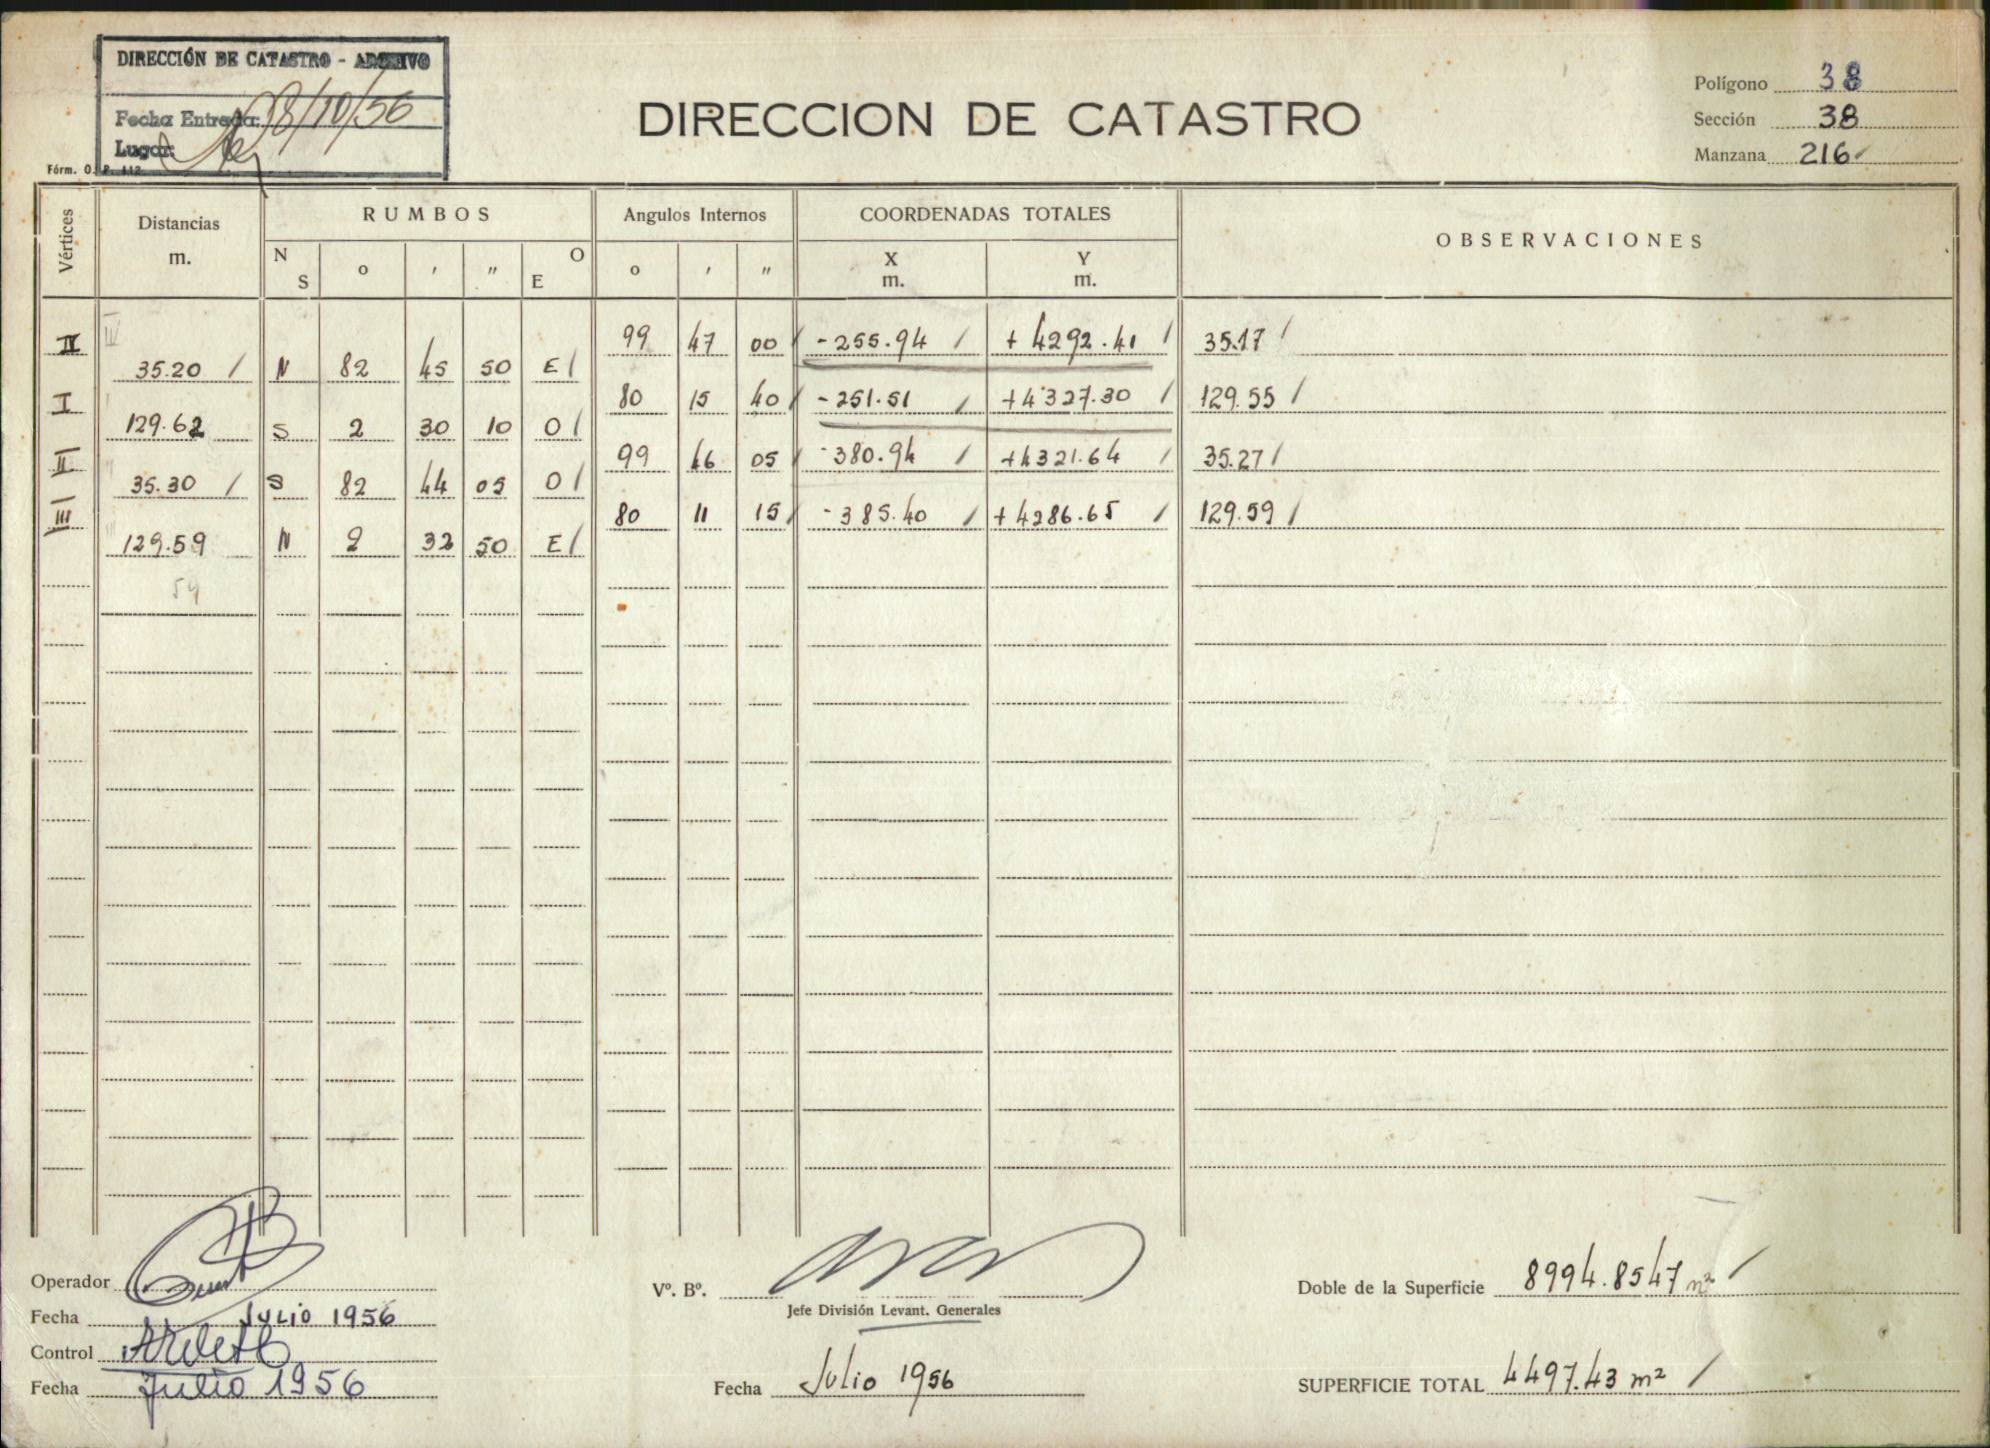 DIRECCIÓN DE CATASTRO - ARCHIVO
Fecha Entrada: 08/10/56
Lugar:
Fórm. O. P. 112
DIRECCION DE CATASTRO
Polígono 38
Sección 38
Manzana 216
Vértices Distancias m. RUMBOS Angulos Internos COORDENADAS TOTALES OBSERVACIONES
N S o ' " O E o ' " X m. Y m.
IV 99 47 00 - 255.94 + 4292.41 35.17
35.20 N 82 45 50 E
I 80 15 40 - 251.51 + 4327.30 129.55
129.62 S 2 30 10 O
II 99 46 05 - 380.94 + 4321.64 35.27
35.30 S 82 44 05 O
III 80 11 15 - 385.40 + 4286.65 129.59
129.59 N 2 32 50 E
59
Operador
Fecha JULIO 1956
Control
Fecha Julio 1956
Vº. Bº.
Jefe División Levant. Generales
Fecha Julio 1956
Doble de la Superficie 8994.8547 m²
SUPERFICIE TOTAL 4497.43 m²